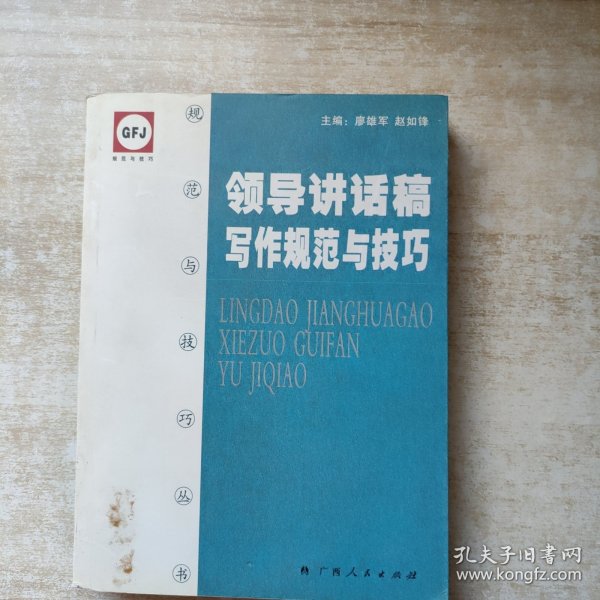 GFJ
规范与技巧
规范与技巧丛书
主编：廖雄军 赵如锋
领导讲话稿
写作规范与技巧
LINGDAO JIANGHUAGAO
XIEZUO GUIFAN
YU JIQIAO
广西人民出版社
孔夫子旧书网
www.kongfz.com